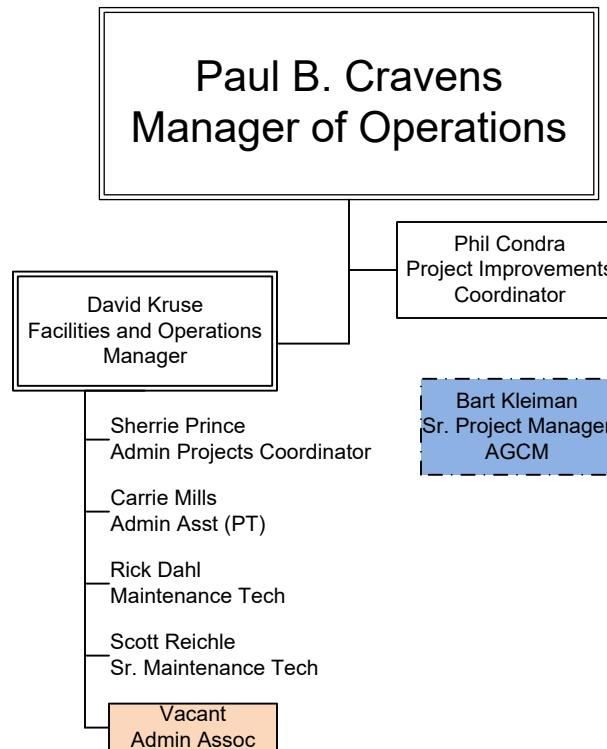 Paul B. Cravens
Manager of Operations
Phil Condra
Project Improvements
Coordinator
David Kruse
Facilities and Operations
Manager
Bart Kleiman
Sr. Project Manager
AGCM
Sherrie Prince
Admin Projects Coordinator
Carrie Mills
Admin Asst (PT)
Rick Dahl
Maintenance Tech
Scott Reichle
Sr. Maintenance Tech
Vacant
Admin Assoc